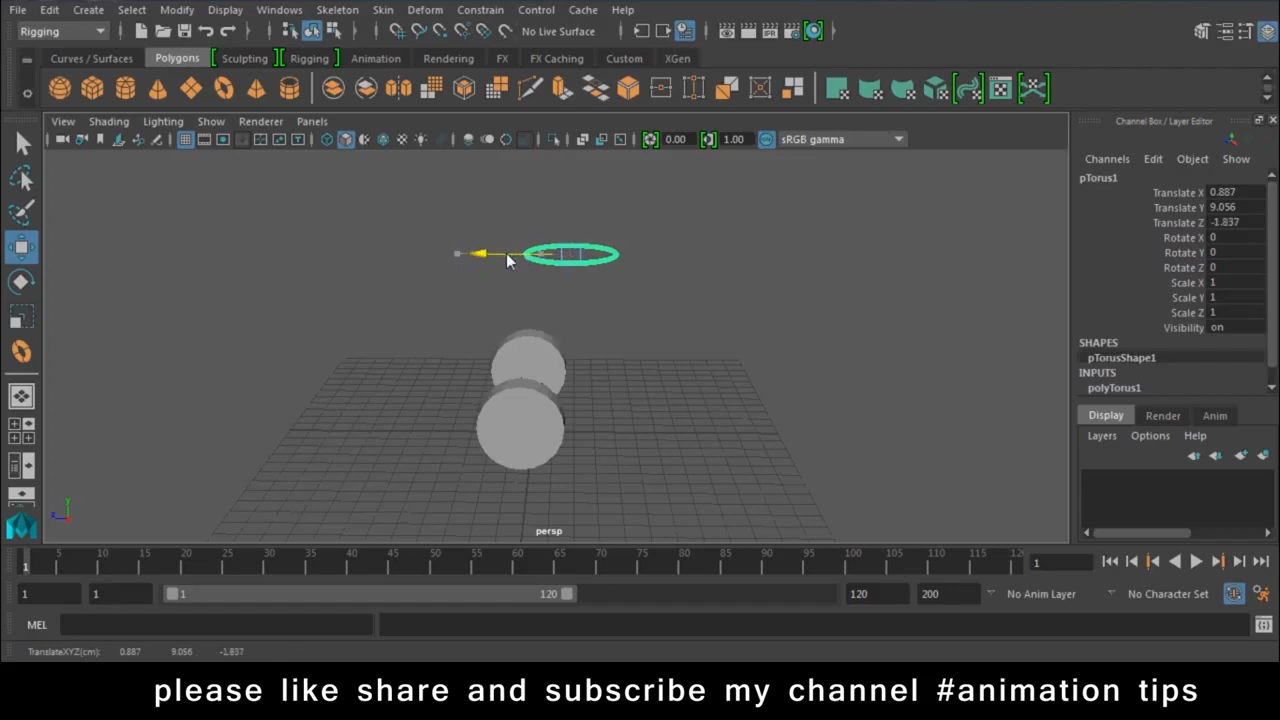 File Edit Create Select Modify Display Windows Skeleton Skin Deform Constrain Control Cache Help
Rigging No Live Surface
Curves / Surfaces Polygons Sculpting Rigging Animation Rendering FX FX Caching Custom XGen
View Shading Lighting Show Renderer Panels
0.00 1.00 sRGB gamma
Channel Box / Layer Editor
Channels Edit Object Show
pTorus1
Translate X 0.887
Translate Y 9.056
Translate Z -1.837
Rotate X 0
Rotate Y 0
Rotate Z 0
Scale X 1
Scale Y 1
Scale Z 1
Visibility on
SHAPES
pTorusShape1
INPUTS
polyTorus1
Display Render Anim
Layers Options Help
y
z
persp
5 10 15 20 25 30 35 40 45 50 55 60 65 70 75 80 85 90 95 100 105 110 115 12
1 1
1 1 1 120 120 200 No Anim Layer No Character Set
MEL
TranslateXYZ(cm): 0.887 9.056 -1.837
please like share and subscribe my channel #animation tips